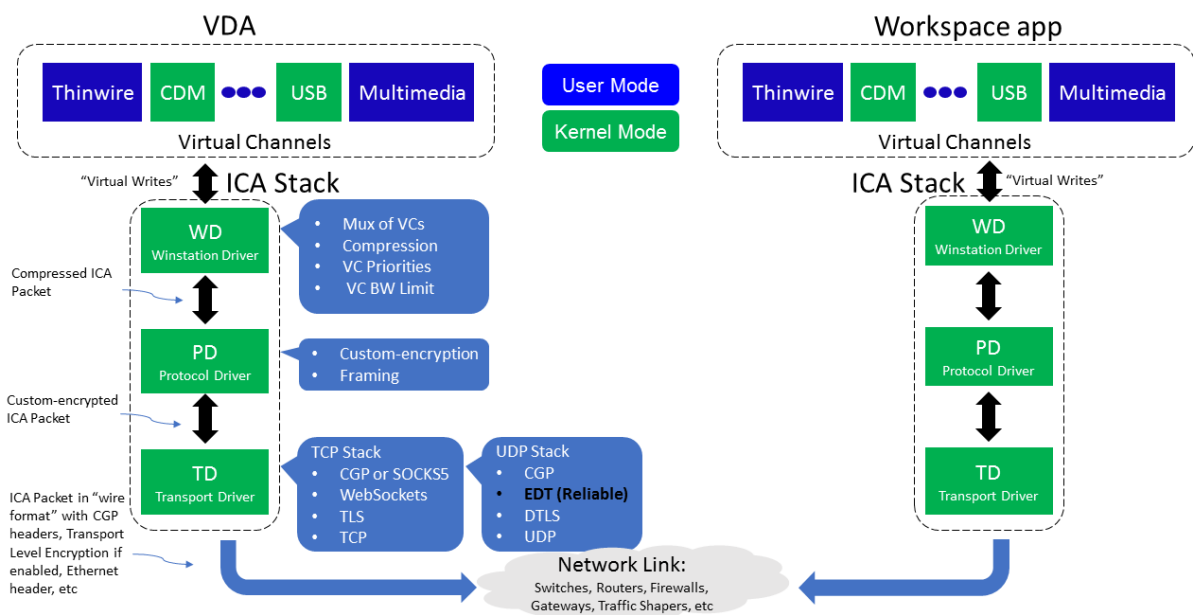 VDA
Thinwire
CDM
USB
Multimedia
Virtual Channels
User Mode
Kernel Mode
Workspace app
Thinwire
CDM
USB
Multimedia
Virtual Channels
“Virtual Writes”
ICA Stack
WD
Winstation Driver
• Mux of VCs
• Compression
• VC Priorities
• VC BW Limit
Compressed ICA
Packet
PD
Protocol Driver
• Custom-encryption
• Framing
Custom-encrypted
ICA Packet
TD
Transport Driver
TCP Stack
• CGP or SOCKS5
• WebSockets
• TLS
• TCP
UDP Stack
• CGP
• EDT (Reliable)
• DTLS
• UDP
ICA Packet in “wire
format” with CGP
headers, Transport
Level Encryption if
enabled, Ethernet
header, etc
ICA Stack
“Virtual Writes”
WD
Winstation Driver
PD
Protocol Driver
TD
Transport Driver
Network Link:
Switches, Routers, Firewalls,
Gateways, Traffic Shapers, etc